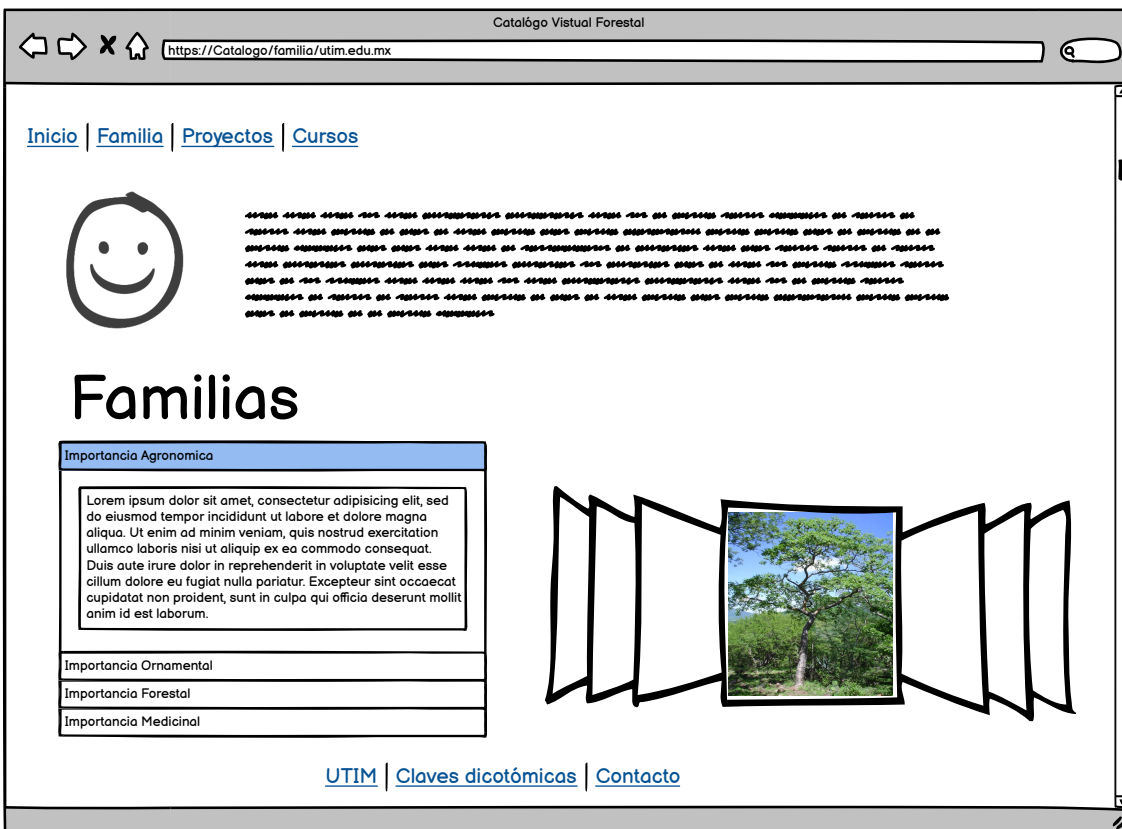 Catalógo Vistual Forestal
https://Catalogo/familia/utim.edu.mx
Inicio | Familia | Proyectos | Cursos
Familias
Importancia Agronomica
Lorem ipsum dolor sit amet, consectetur adipisicing elit, sed
do eiusmod tempor incididunt ut labore et dolore magna
aliqua. Ut enim ad minim veniam, quis nostrud exercitation
ullamco laboris nisi ut aliquip ex ea commodo consequat.
Duis aute irure dolor in reprehenderit in voluptate velit esse
cillum dolore eu fugiat nulla pariatur. Excepteur sint occaecat
cupidatat non proident, sunt in culpa qui officia deserunt mollit
anim id est laborum.
Importancia Ornamental
Importancia Forestal
Importancia Medicinal
UTIM | Claves dicotómicas | Contacto